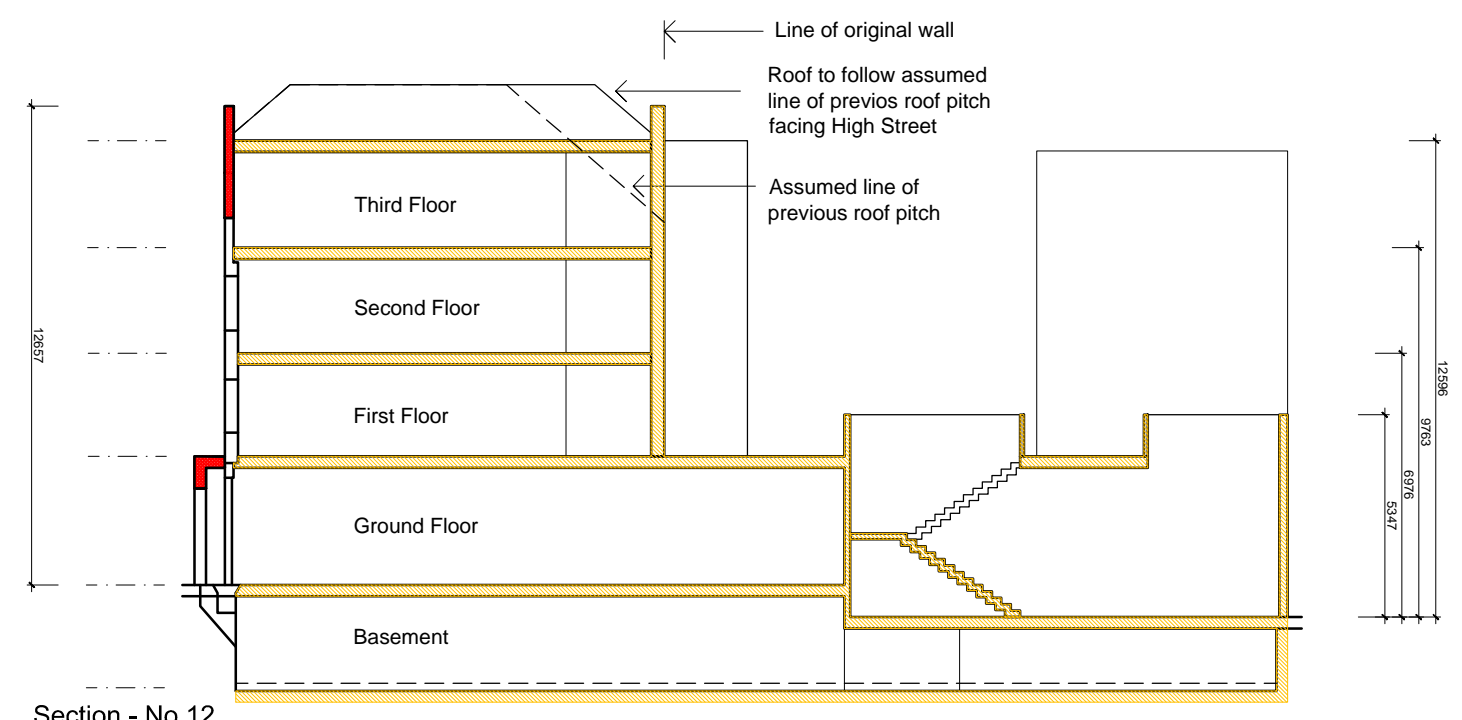 Line of original wall
Roof to follow assumed
line of previos roof pitch
facing High Street
Assumed line of
previous roof pitch
Third Floor
Second Floor
First Floor
Ground Floor
Basement
12657
12596
9763
6976
5347
Section - No 12